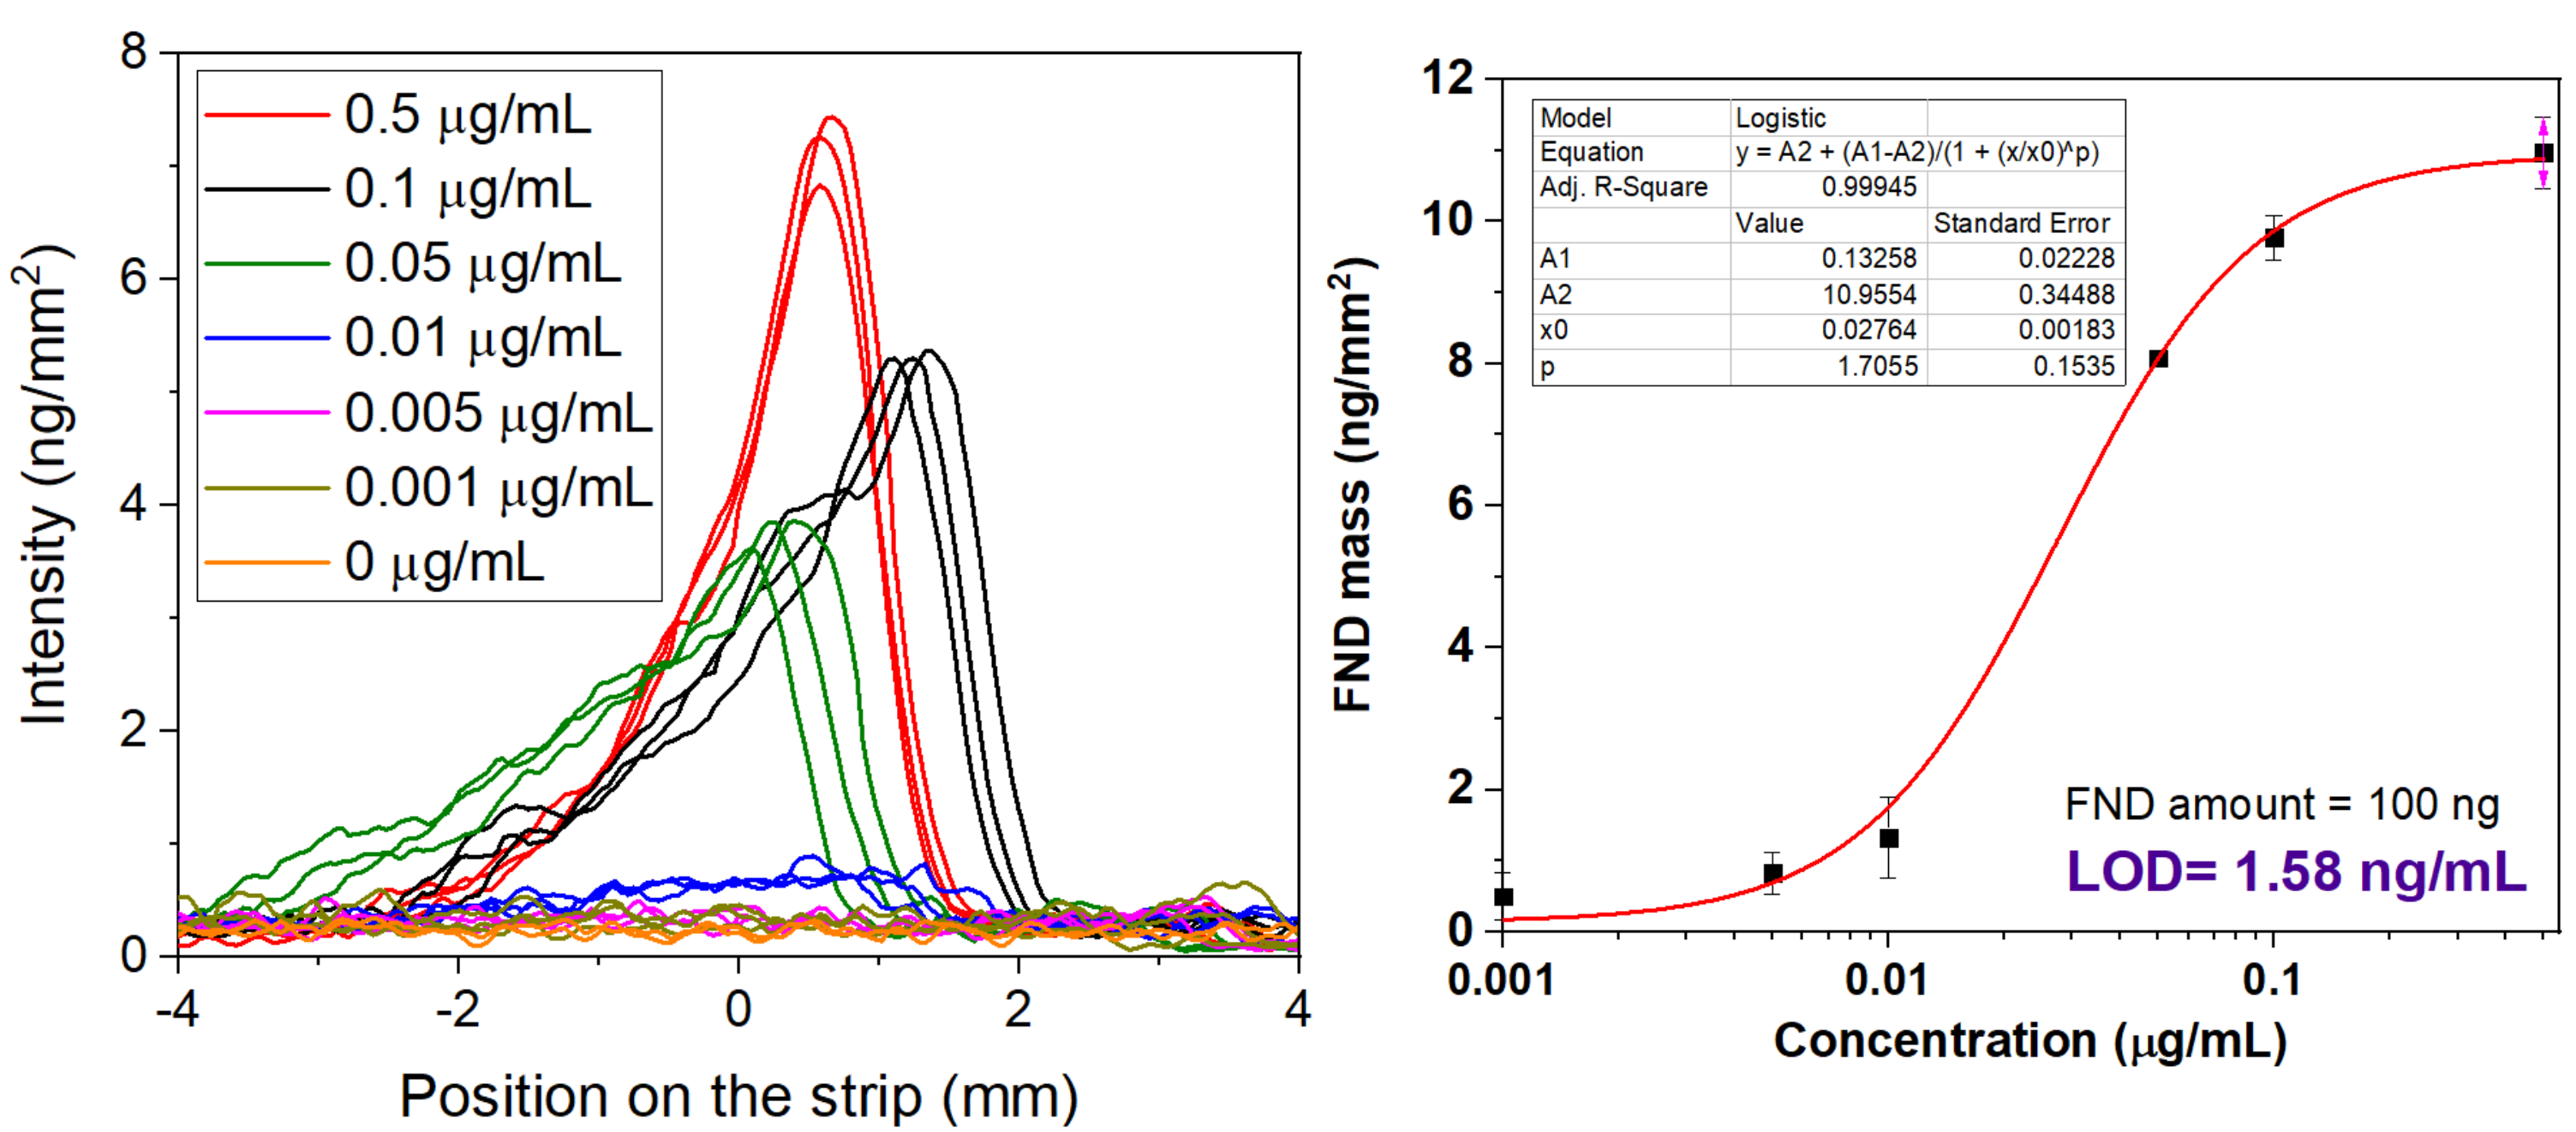 8
6
4
2
0
Intensity (ng/mm²)
0.5 μg/mL
0.1 μg/mL
0.05 μg/mL
0.01 μg/mL
0.005 μg/mL
0.001 μg/mL
0 μg/mL
-4 -2 0 2 4
Position on the strip (mm)
12
10
8
6
4
2
0
FND mass (ng/mm²)
Model Logistic
Equation y = A2 + (A1-A2)/(1 + (x/x0)^p)
Adj. R-Square 0.99945
Value Standard Error
A1 0.13258 0.02228
A2 10.9554 0.34488
x0 0.02764 0.00183
p 1.7055 0.1535
FND amount = 100 ng
LOD= 1.58 ng/mL
0.001 0.01 0.1
Concentration (μg/mL)